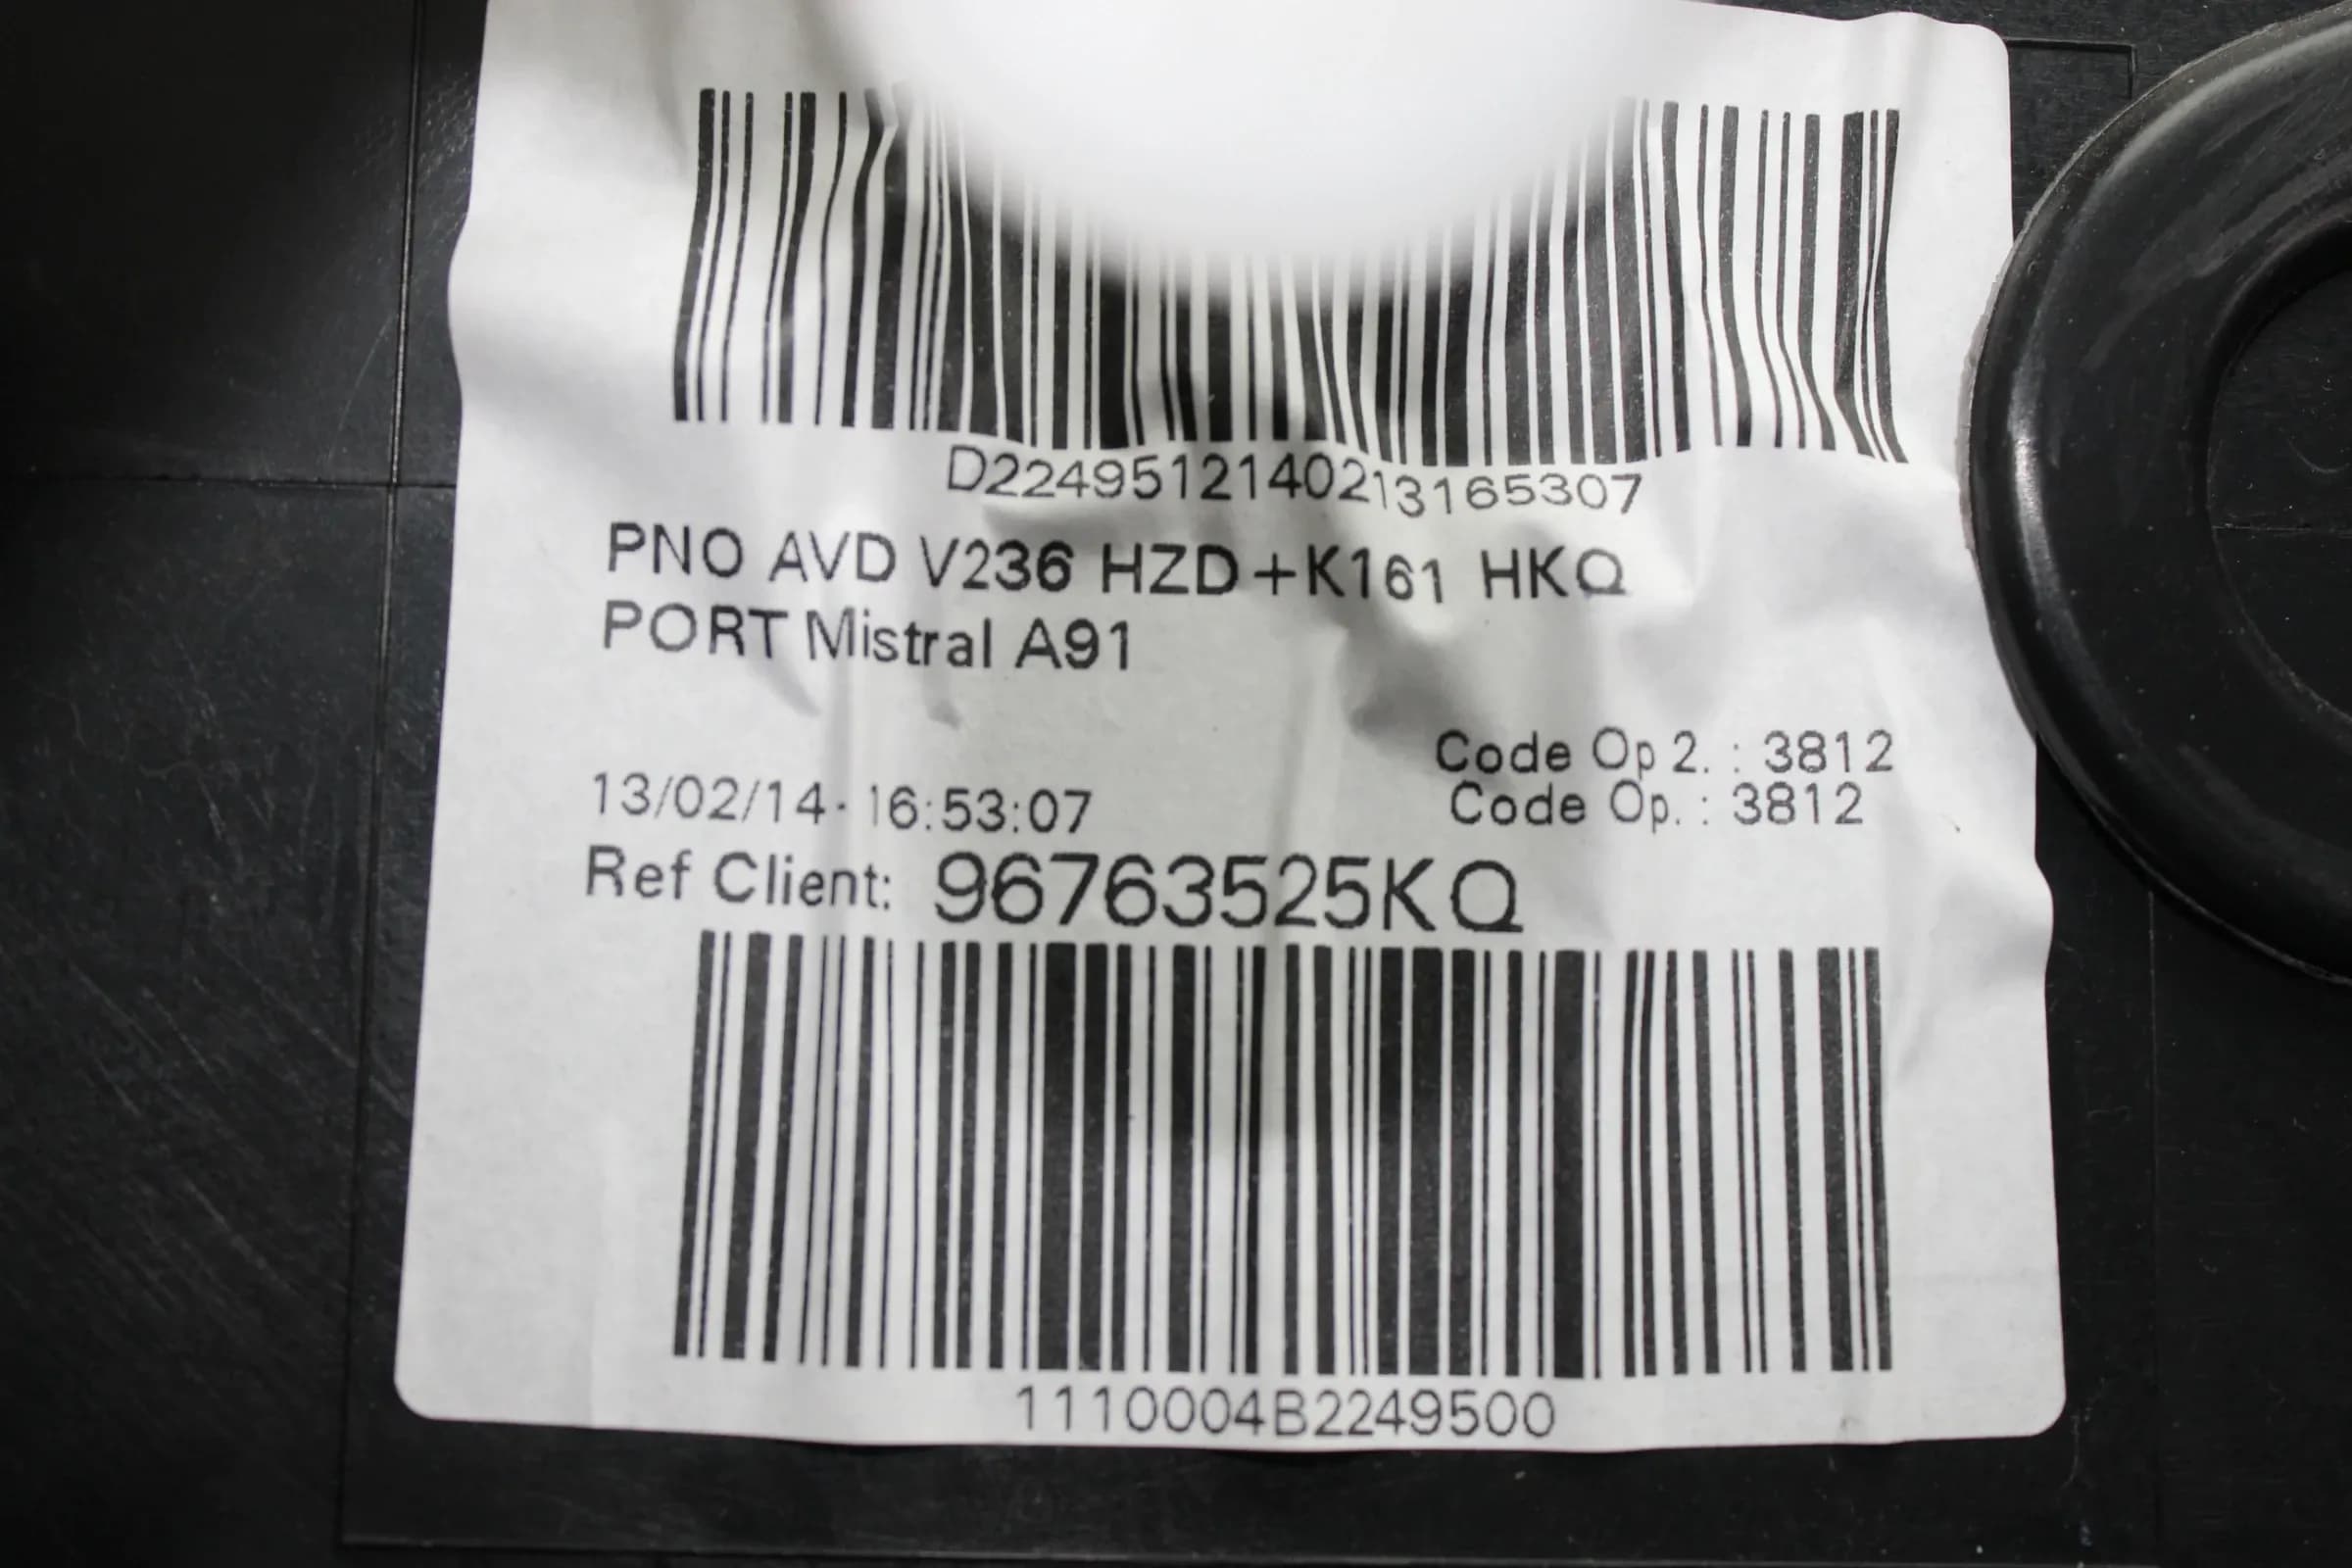 D2249512140213165307
PNO AVD V236 HZD+K161 HKQ
PORT Mistral A91
Code Op 2. : 3812
13/02/14- 16:53:07
Code Op. : 3812
Ref Client: 96763525KQ
1110004B2249500